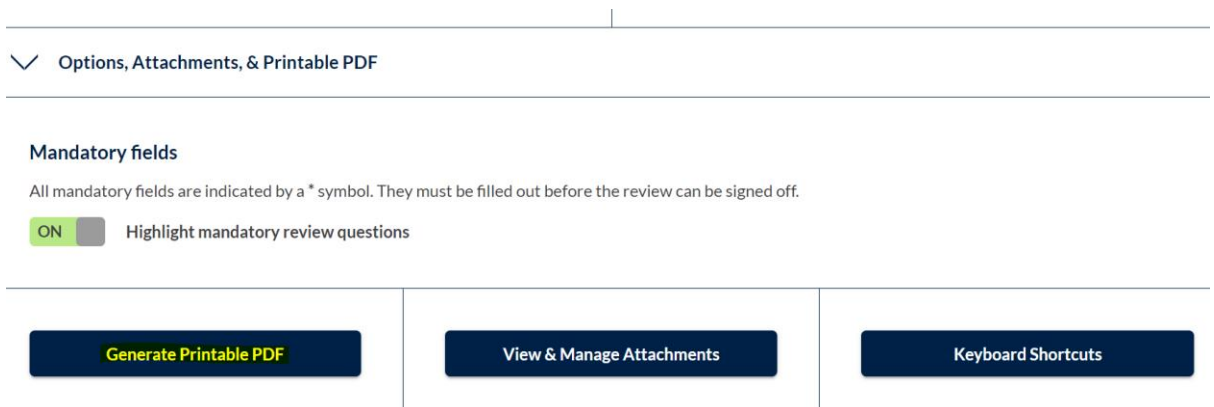 Options, Attachments, & Printable PDF
Mandatory fields
All mandatory fields are indicated by a * symbol. They must be filled out before the review can be signed off.
ON Highlight mandatory review questions
Generate Printable PDF
View & Manage Attachments
Keyboard Shortcuts